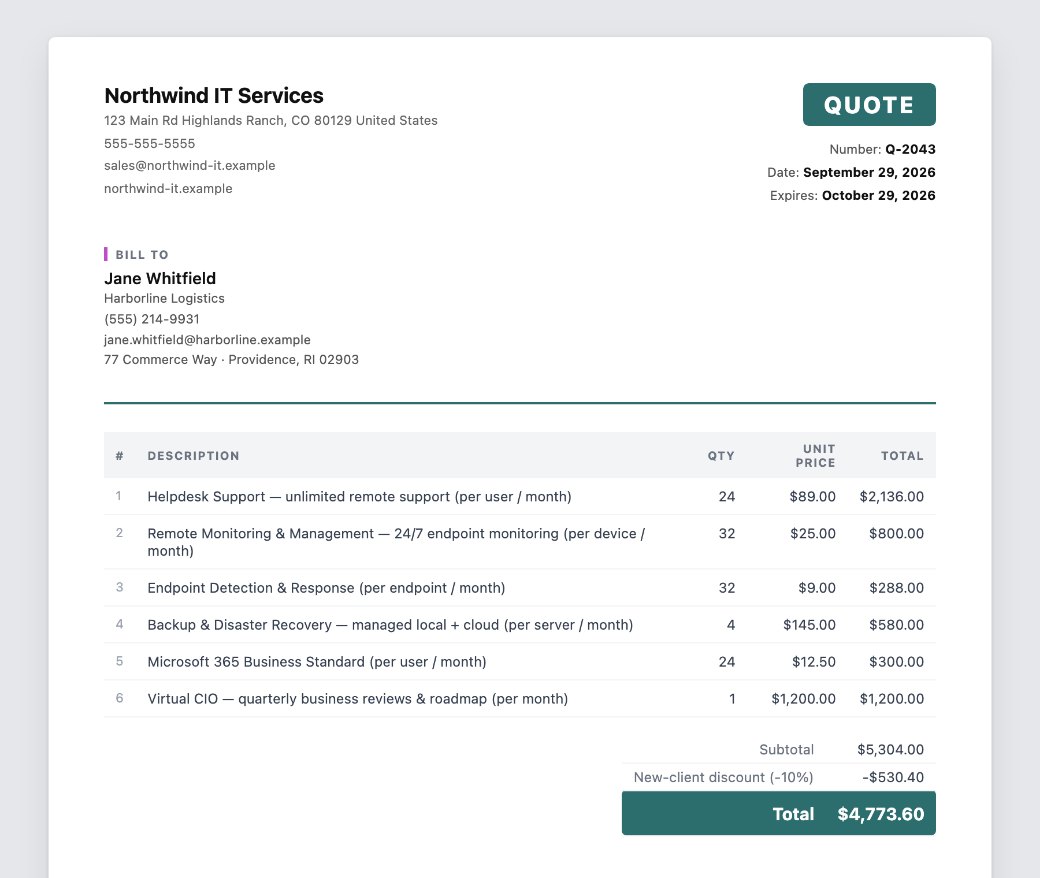 Northwind IT Services
123 Main Rd Highlands Ranch, CO 80129 United States
555-555-5555
sales@northwind-it.example
northwind-it.example
QUOTE
Number: Q-2043
Date: September 29, 2026
Expires: October 29, 2026
BILL TO
Jane Whitfield
Harborline Logistics
(555) 214-9931
jane.whitfield@harborline.example
77 Commerce Way · Providence, RI 02903
# DESCRIPTION QTY UNIT PRICE TOTAL
1 Helpdesk Support — unlimited remote support (per user / month) 24 $89.00 $2,136.00
2 Remote Monitoring & Management — 24/7 endpoint monitoring (per device / 32 $25.00 $800.00
month)
3 Endpoint Detection & Response (per endpoint / month) 32 $9.00 $288.00
4 Backup & Disaster Recovery — managed local + cloud (per server / month) 4 $145.00 $580.00
5 Microsoft 365 Business Standard (per user / month) 24 $12.50 $300.00
6 Virtual CIO — quarterly business reviews & roadmap (per month) 1 $1,200.00 $1,200.00
Subtotal $5,304.00
New-client discount (-10%) -$530.40
Total $4,773.60